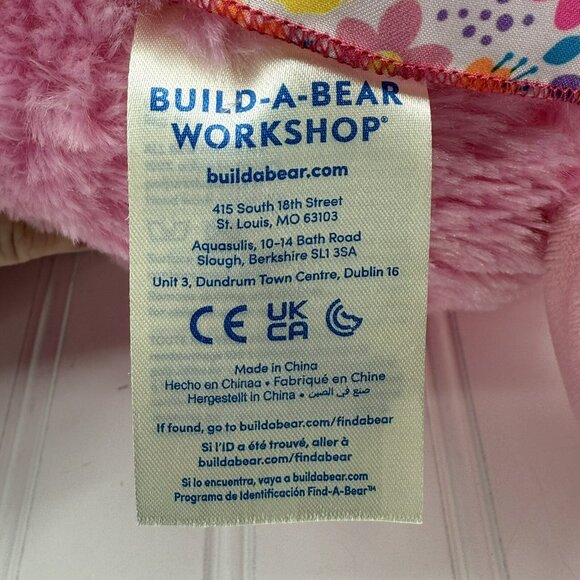 BUILD-A-BEAR
WORKSHOP®
buildabear.com
415 South 18th Street
St. Louis, MO 63103
Aquasulis, 10-14 Bath Road
Slough, Berkshire SL1 3SA
Unit 3, Dundrum Town Centre, Dublin 16
CE UK CA
Made in China
Hecho en Chinaa • Fabriqué en Chine
Hergestellt in China • صنع في الصين
If found, go to buildabear.com/findabear
Si l'ID a été trouvé, aller à
buildabear.com/findabear
Si lo encuentra, vaya a buildabear.com
Programa de Identificación Find-A-Bear™